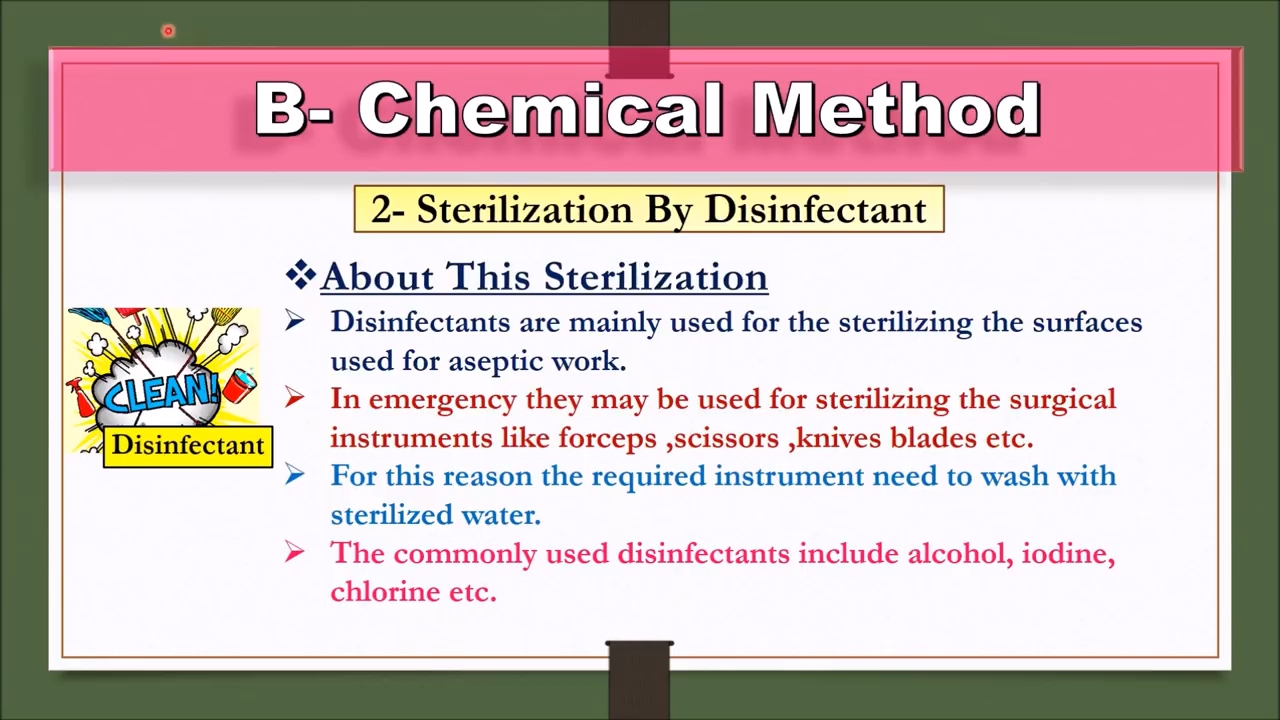 B- Chemical Method
2- Sterilization By Disinfectant
About This Sterilization
Disinfectants are mainly used for the sterilizing the surfaces
used for aseptic work.
In emergency they may be used for sterilizing the surgical
instruments like forceps ,scissors ,knives blades etc.
For this reason the required instrument need to wash with
sterilized water.
The commonly used disinfectants include alcohol, iodine,
chlorine etc.
CLEAN!
Disinfectant